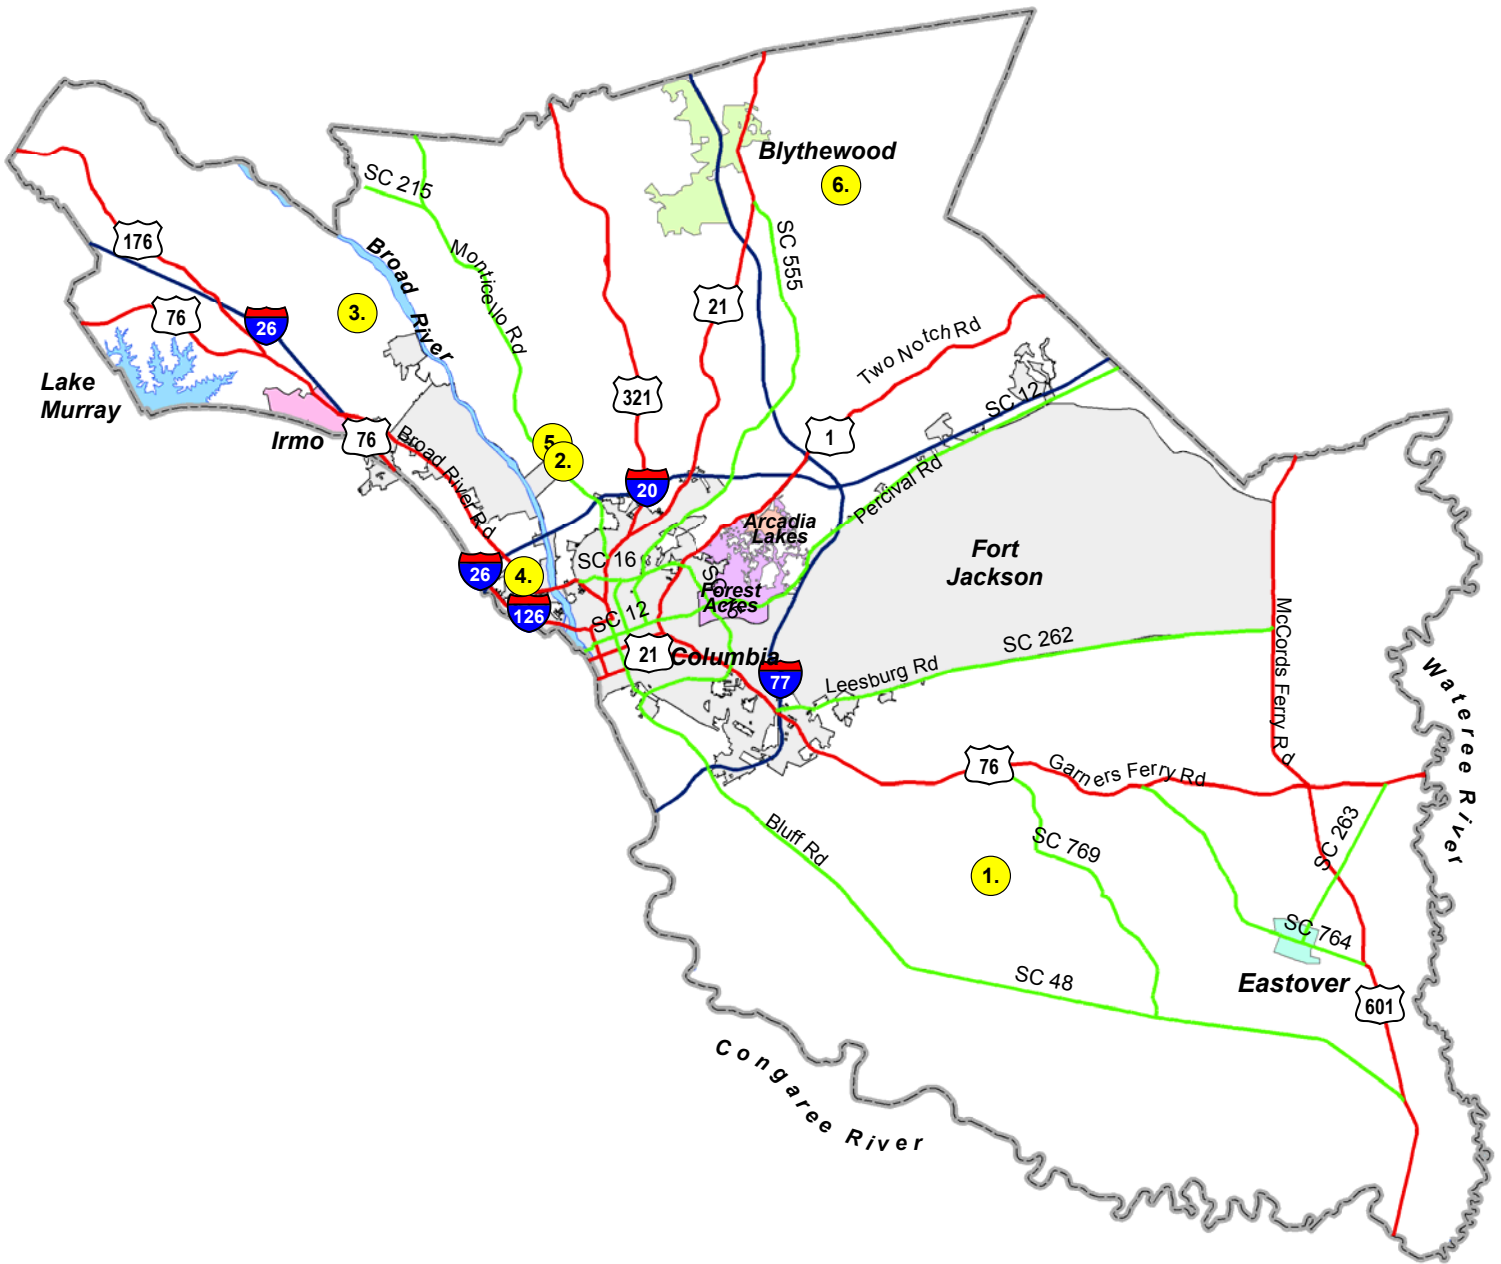 Blythewood
6.
SC 215
176
Broad
River
Monticello Rd
SC 555
21
76
26
3.
Two Notch Rd
Lake
Murray
321
SC 12
1
Irmo
76
Broad River Rd
5.
2.
20
Percival Rd
Arcadia
Lakes
Fort
Jackson
SC 16
26
4.
SC 16
Forest
Acres
126
SC 12
McCords Ferry Rd
SC 262
21
Columbia
77
Leesburg Rd
Wateree River
76
Garners Ferry Rd
Bluff Rd
SC 769
SC 263
1.
SC 764
SC 48
Eastover
601
Congaree River